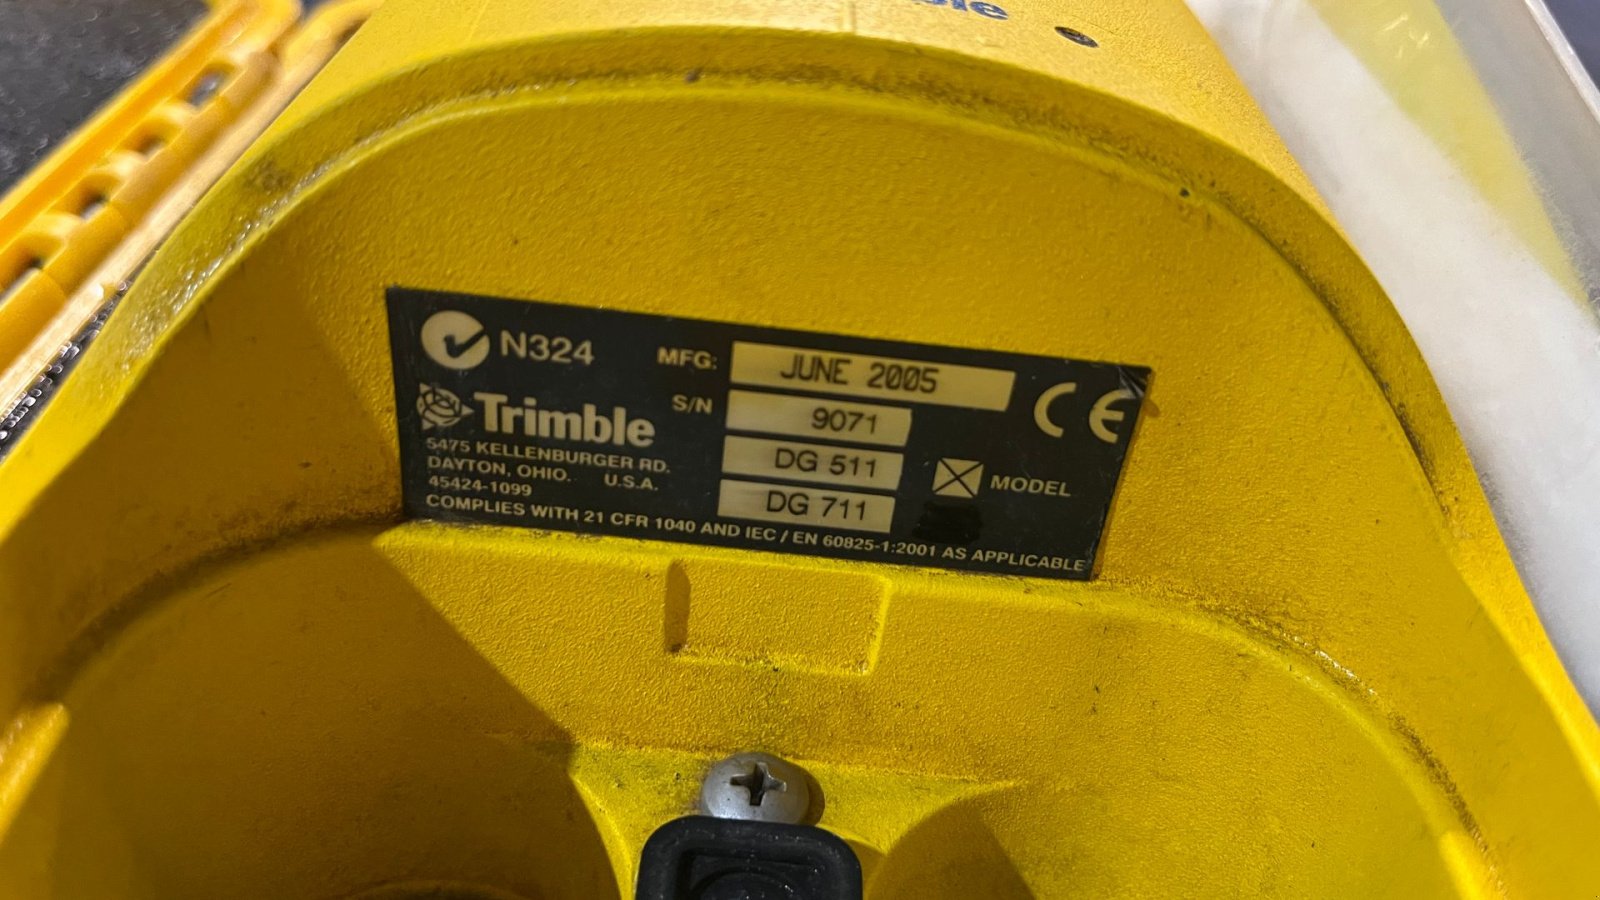 N324
MFG: JUNE 2005
Trimble
S/N 9071
5475 KELLENBURGER RD.
DAYTON, OHIO. U.S.A.
45424-1099
DG 511
DG 711
MODEL
CE
COMPLIES WITH 21 CFR 1040 AND IEC / EN 60825-1:2001 AS APPLICABLE